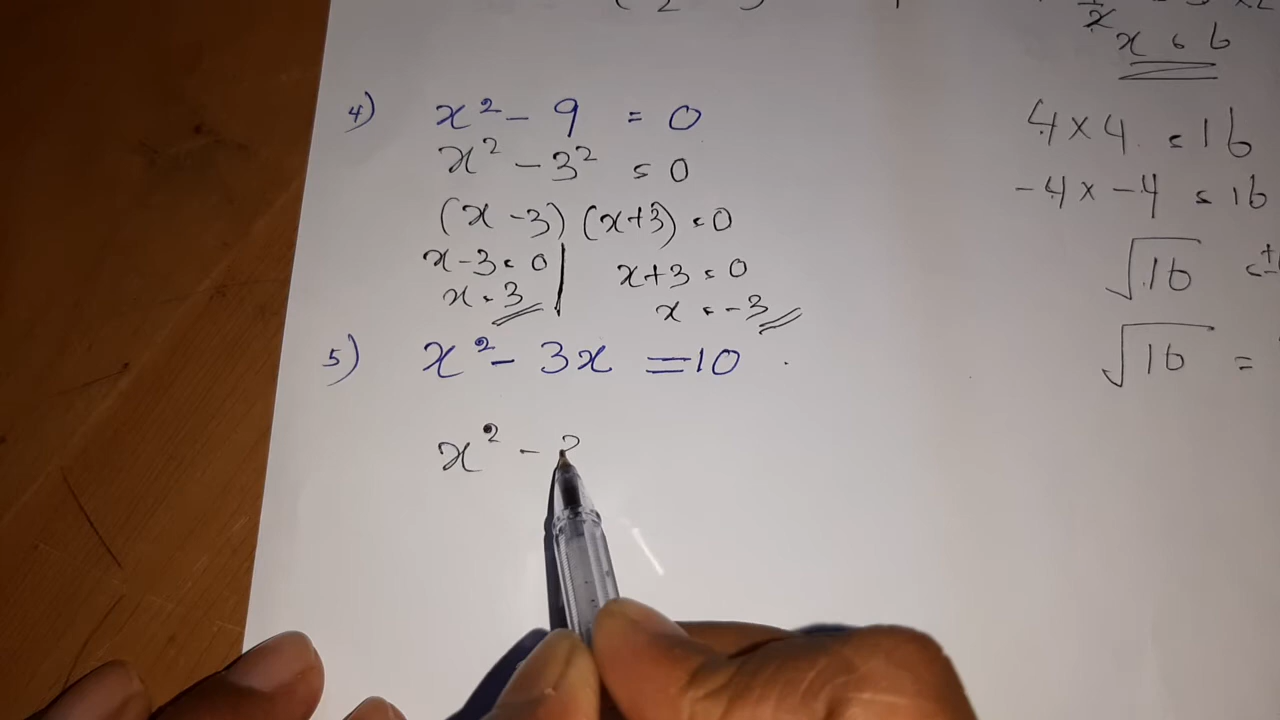 4) x² - 9 = 0
x² - 3² = 0
(x - 3) (x+3) = 0
x - 3 = 0 | x + 3 = 0
x = 3 | x = -3
5) x² - 3x = 10
x² - 3
x = 6
4 × 4 = 16
-4 × -4 = 16
√16 = ±
√16 =